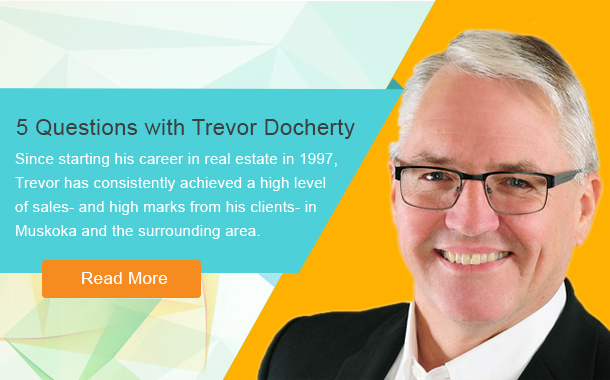 5 Questions with Trevor Docherty
Since starting his career in real estate in 1997,
Trevor has consistently achieved a high level
of sales- and high marks from his clients- in
Muskoka and the surrounding area.
Read More